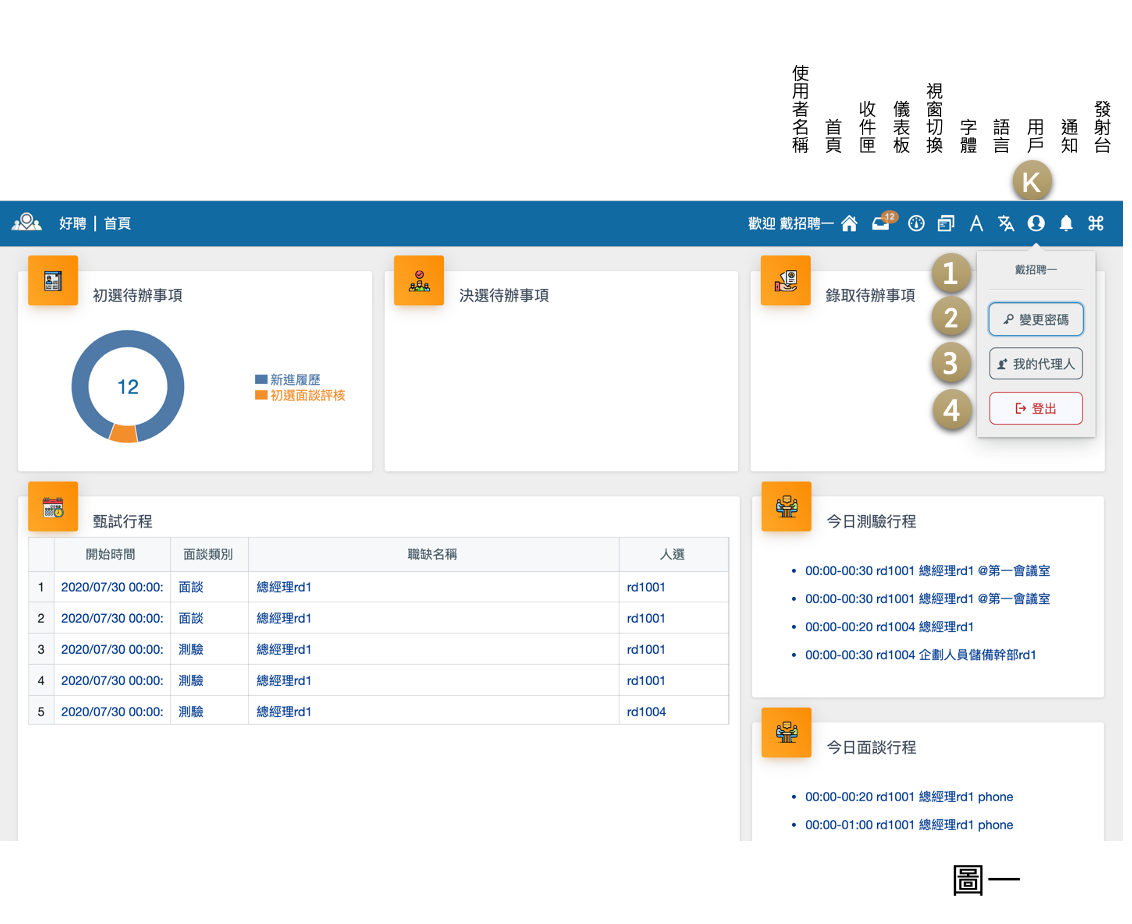 使用者名稱
首頁
收件匣
儀表板
視窗切換
字體
語言
用戶
通知
發射台
K
好聘 | 首頁
歡迎 戴招聘一
12
1 戴招聘一
2 變更密碼
3 我的代理人
4 登出
初選待辦事項
12
新進履歷
初選面談評核
決選待辦事項
錄取待辦事項
甄試行程
開始時間 面談類別 職缺名稱 人選
1 2020/07/30 00:00: 面談 總經理rd1 rd1001
2 2020/07/30 00:00: 面談 總經理rd1 rd1001
3 2020/07/30 00:00: 測驗 總經理rd1 rd1001
4 2020/07/30 00:00: 測驗 總經理rd1 rd1001
5 2020/07/30 00:00: 測驗 總經理rd1 rd1004
今日測驗行程
• 00:00-00:30 rd1001 總經理rd1 @第一會議室
• 00:00-00:30 rd1001 總經理rd1 @第一會議室
• 00:00-00:20 rd1004 總經理rd1
• 00:00-00:30 rd1004 企劃人員儲備幹部rd1
今日面談行程
• 00:00-00:20 rd1001 總經理rd1 phone
• 00:00-01:00 rd1001 總經理rd1 phone
圖一